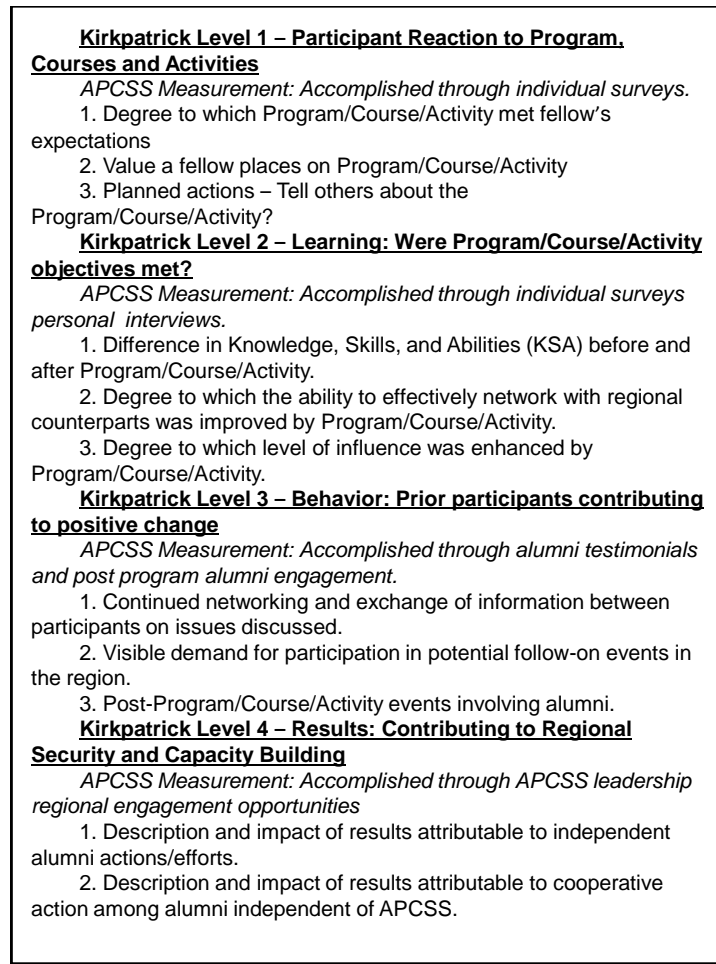 Kirkpatrick Level 1 – Participant Reaction to Program,
Courses and Activities
APCSS Measurement: Accomplished through individual surveys.
1. Degree to which Program/Course/Activity met fellow's
expectations
2. Value a fellow places on Program/Course/Activity
3. Planned actions – Tell others about the
Program/Course/Activity?
Kirkpatrick Level 2 – Learning: Were Program/Course/Activity
objectives met?
APCSS Measurement: Accomplished through individual surveys
personal interviews.
1. Difference in Knowledge, Skills, and Abilities (KSA) before and
after Program/Course/Activity.
2. Degree to which the ability to effectively network with regional
counterparts was improved by Program/Course/Activity.
3. Degree to which level of influence was enhanced by
Program/Course/Activity.
Kirkpatrick Level 3 – Behavior: Prior participants contributing
to positive change
APCSS Measurement: Accomplished through alumni testimonials
and post program alumni engagement.
1. Continued networking and exchange of information between
participants on issues discussed.
2. Visible demand for participation in potential follow-on events in
the region.
3. Post-Program/Course/Activity events involving alumni.
Kirkpatrick Level 4 – Results: Contributing to Regional
Security and Capacity Building
APCSS Measurement: Accomplished through APCSS leadership
regional engagement opportunities
1. Description and impact of results attributable to independent
alumni actions/efforts.
2. Description and impact of results attributable to cooperative
action among alumni independent of APCSS.